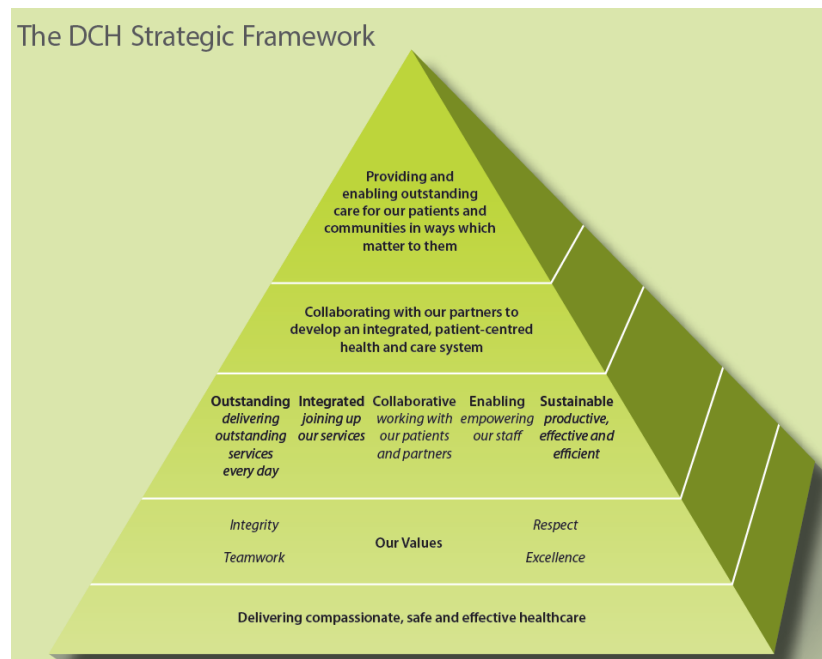 The DCH Strategic Framework
Providing and
enabling outstanding
care for our patients and
communities in ways which
matter to them
Collaborating with our partners to
develop an integrated, patient-centred
health and care system
Outstanding
delivering
outstanding
services
every day
Integrated
joining up
our services
Collaborative
working with
our patients
and partners
Enabling
empowering
our staff
Sustainable
productive,
effective and
efficient
Integrity
Teamwork
Our Values
Respect
Excellence
Delivering compassionate, safe and effective healthcare